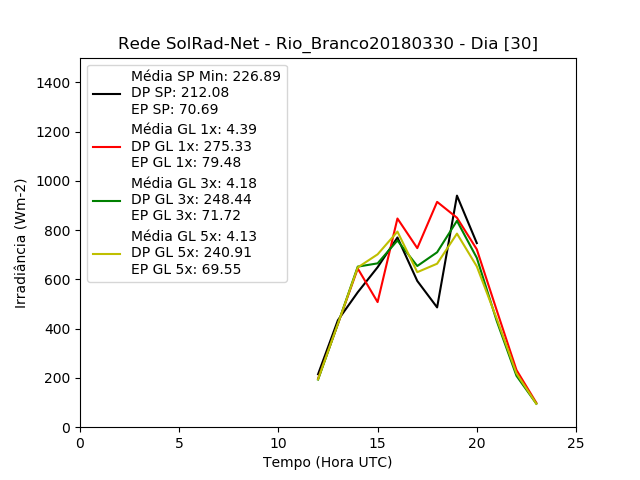 Rede SolRad-Net - Rio_Branco20180330 - Dia [30]
Média SP Min: 226.89
DP SP: 212.08
EP SP: 70.69
Média GL 1x: 4.39
DP GL 1x: 275.33
EP GL 1x: 79.48
Média GL 3x: 4.18
DP GL 3x: 248.44
EP GL 3x: 71.72
Média GL 5x: 4.13
DP GL 5x: 240.91
EP GL 5x: 69.55
Irradiância (Wm-2)
1400
1200
1000
800
600
400
200
0
0 5 10 15 20 25
Tempo (Hora UTC)